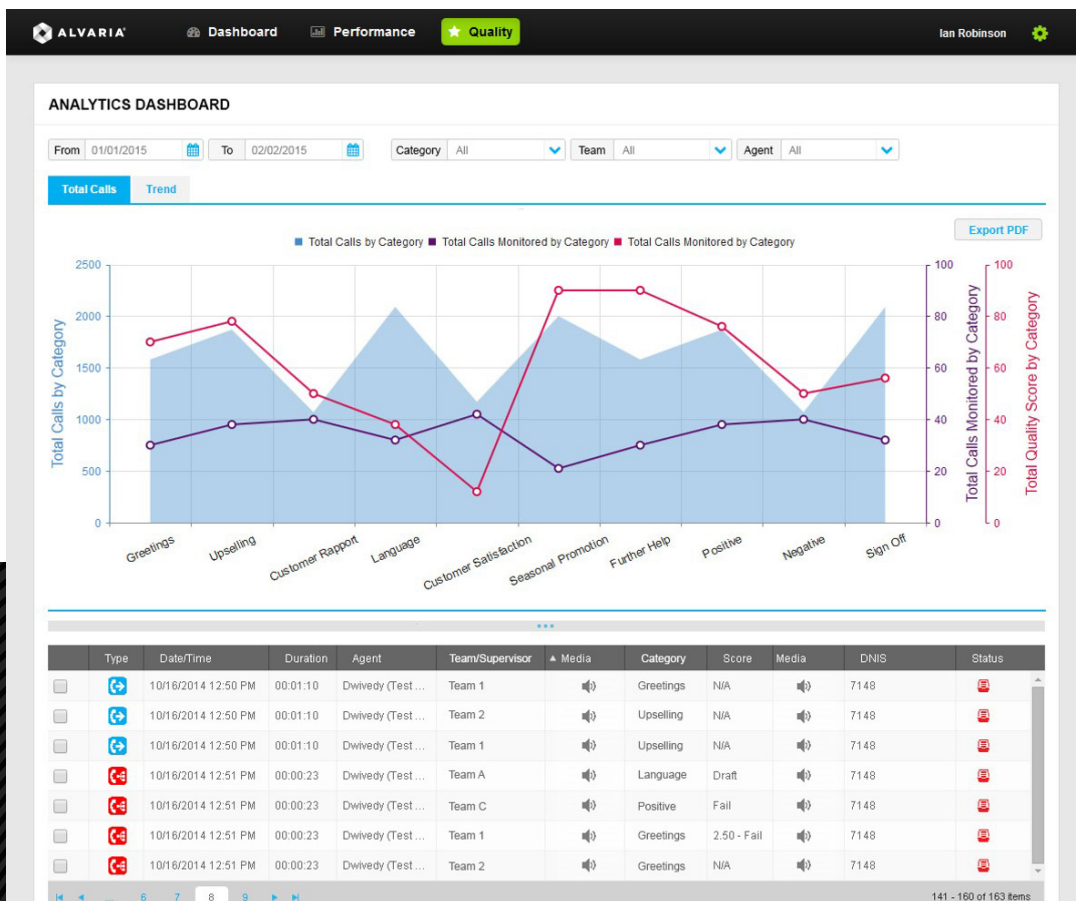 ALVARIA Dashboard Performance Quality Ian Robinson
ANALYTICS DASHBOARD
From 01/01/2015 To 02/02/2015 Category All Team All Agent All
Total Calls Trend
Export PDF
Total Calls by Category Total Calls Monitored by Category Total Calls Monitored by Category
2500 100 100
2000 80 80
1500 60 60
1000 40 40
500 20 20
0 0 0
Total Calls by Category
Total Calls Monitored by Category
Total Quality Score by Category
Greetings Upselling Customer Rapport Language Customer Satisfaction Seasonal Promotion Further Help Positive Negative Sign Off
Type Date/Time Duration Agent Team/Supervisor Media Category Score Media DNIS Status
10/16/2014 12:50 PM 00:01:10 Dwivedy (Test ... Team 1 Greetings N/A 7148
10/16/2014 12:50 PM 00:01:10 Dwivedy (Test ... Team 2 Upselling N/A 7148
10/16/2014 12:50 PM 00:01:10 Dwivedy (Test ... Team 1 Upselling N/A 7148
10/16/2014 12:51 PM 00:00:23 Dwivedy (Test ... Team A Language Draft 7148
10/16/2014 12:51 PM 00:00:23 Dwivedy (Test ... Team C Positive Fail 7148
10/16/2014 12:51 PM 00:00:23 Dwivedy (Test ... Team 1 Greetings 2.50 - Fail 7148
10/16/2014 12:51 PM 00:00:23 Dwivedy (Test ... Team 2 Greetings N/A 7148
... 6 7 8 9 141 - 160 of 163 items